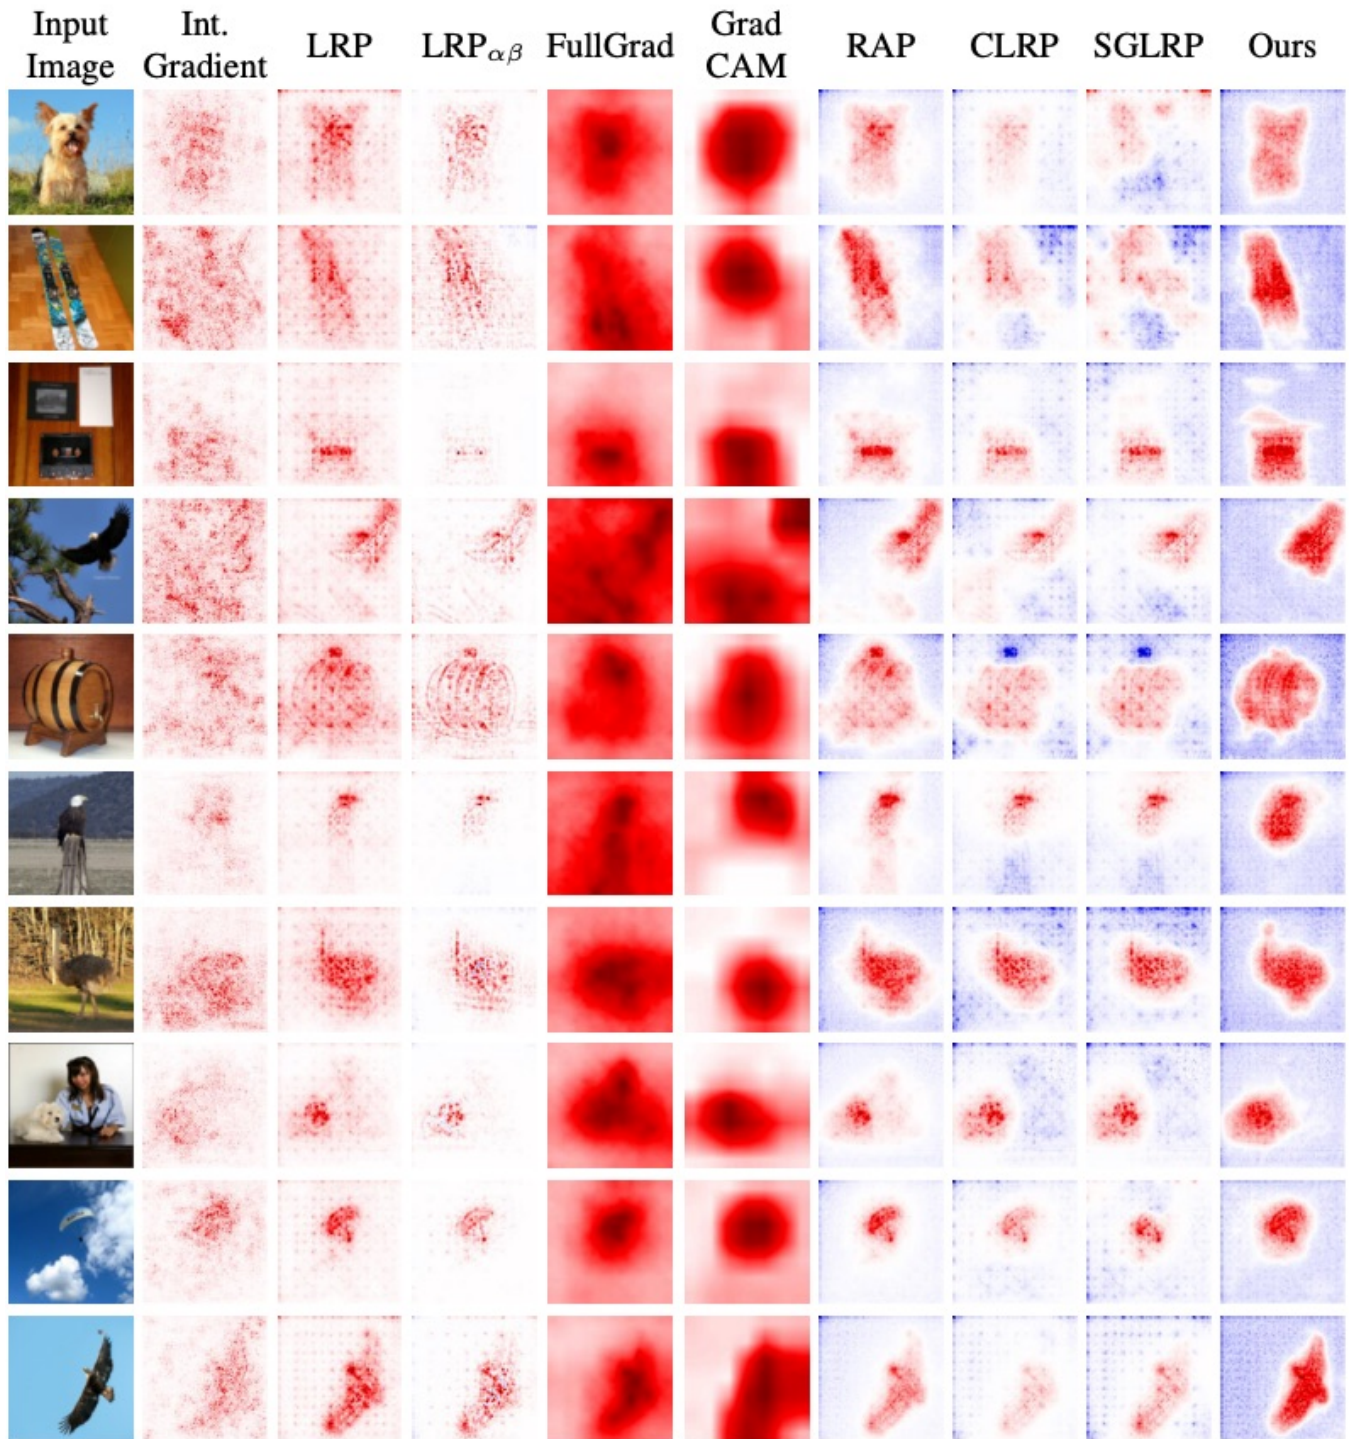 Input Image
Int. Gradient
LRP
LRPαβ
FullGrad
Grad CAM
RAP
CLRP
SGLRP
Ours